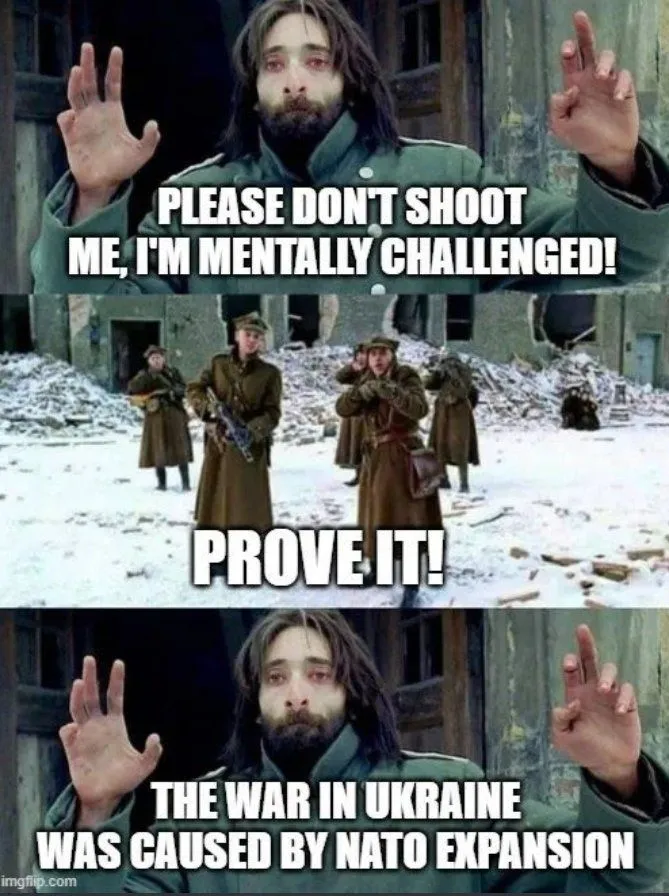 PLEASE DON'T SHOOT
ME, I'M MENTALLY CHALLENGED!
PROVE IT!
THE WAR IN UKRAINE
WAS CAUSED BY NATO EXPANSION
imgflip.com